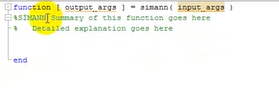 function [ output_args ] = simann( input_args )
%SIMANN Summary of this function goes here
%   Detailed explanation goes here
end